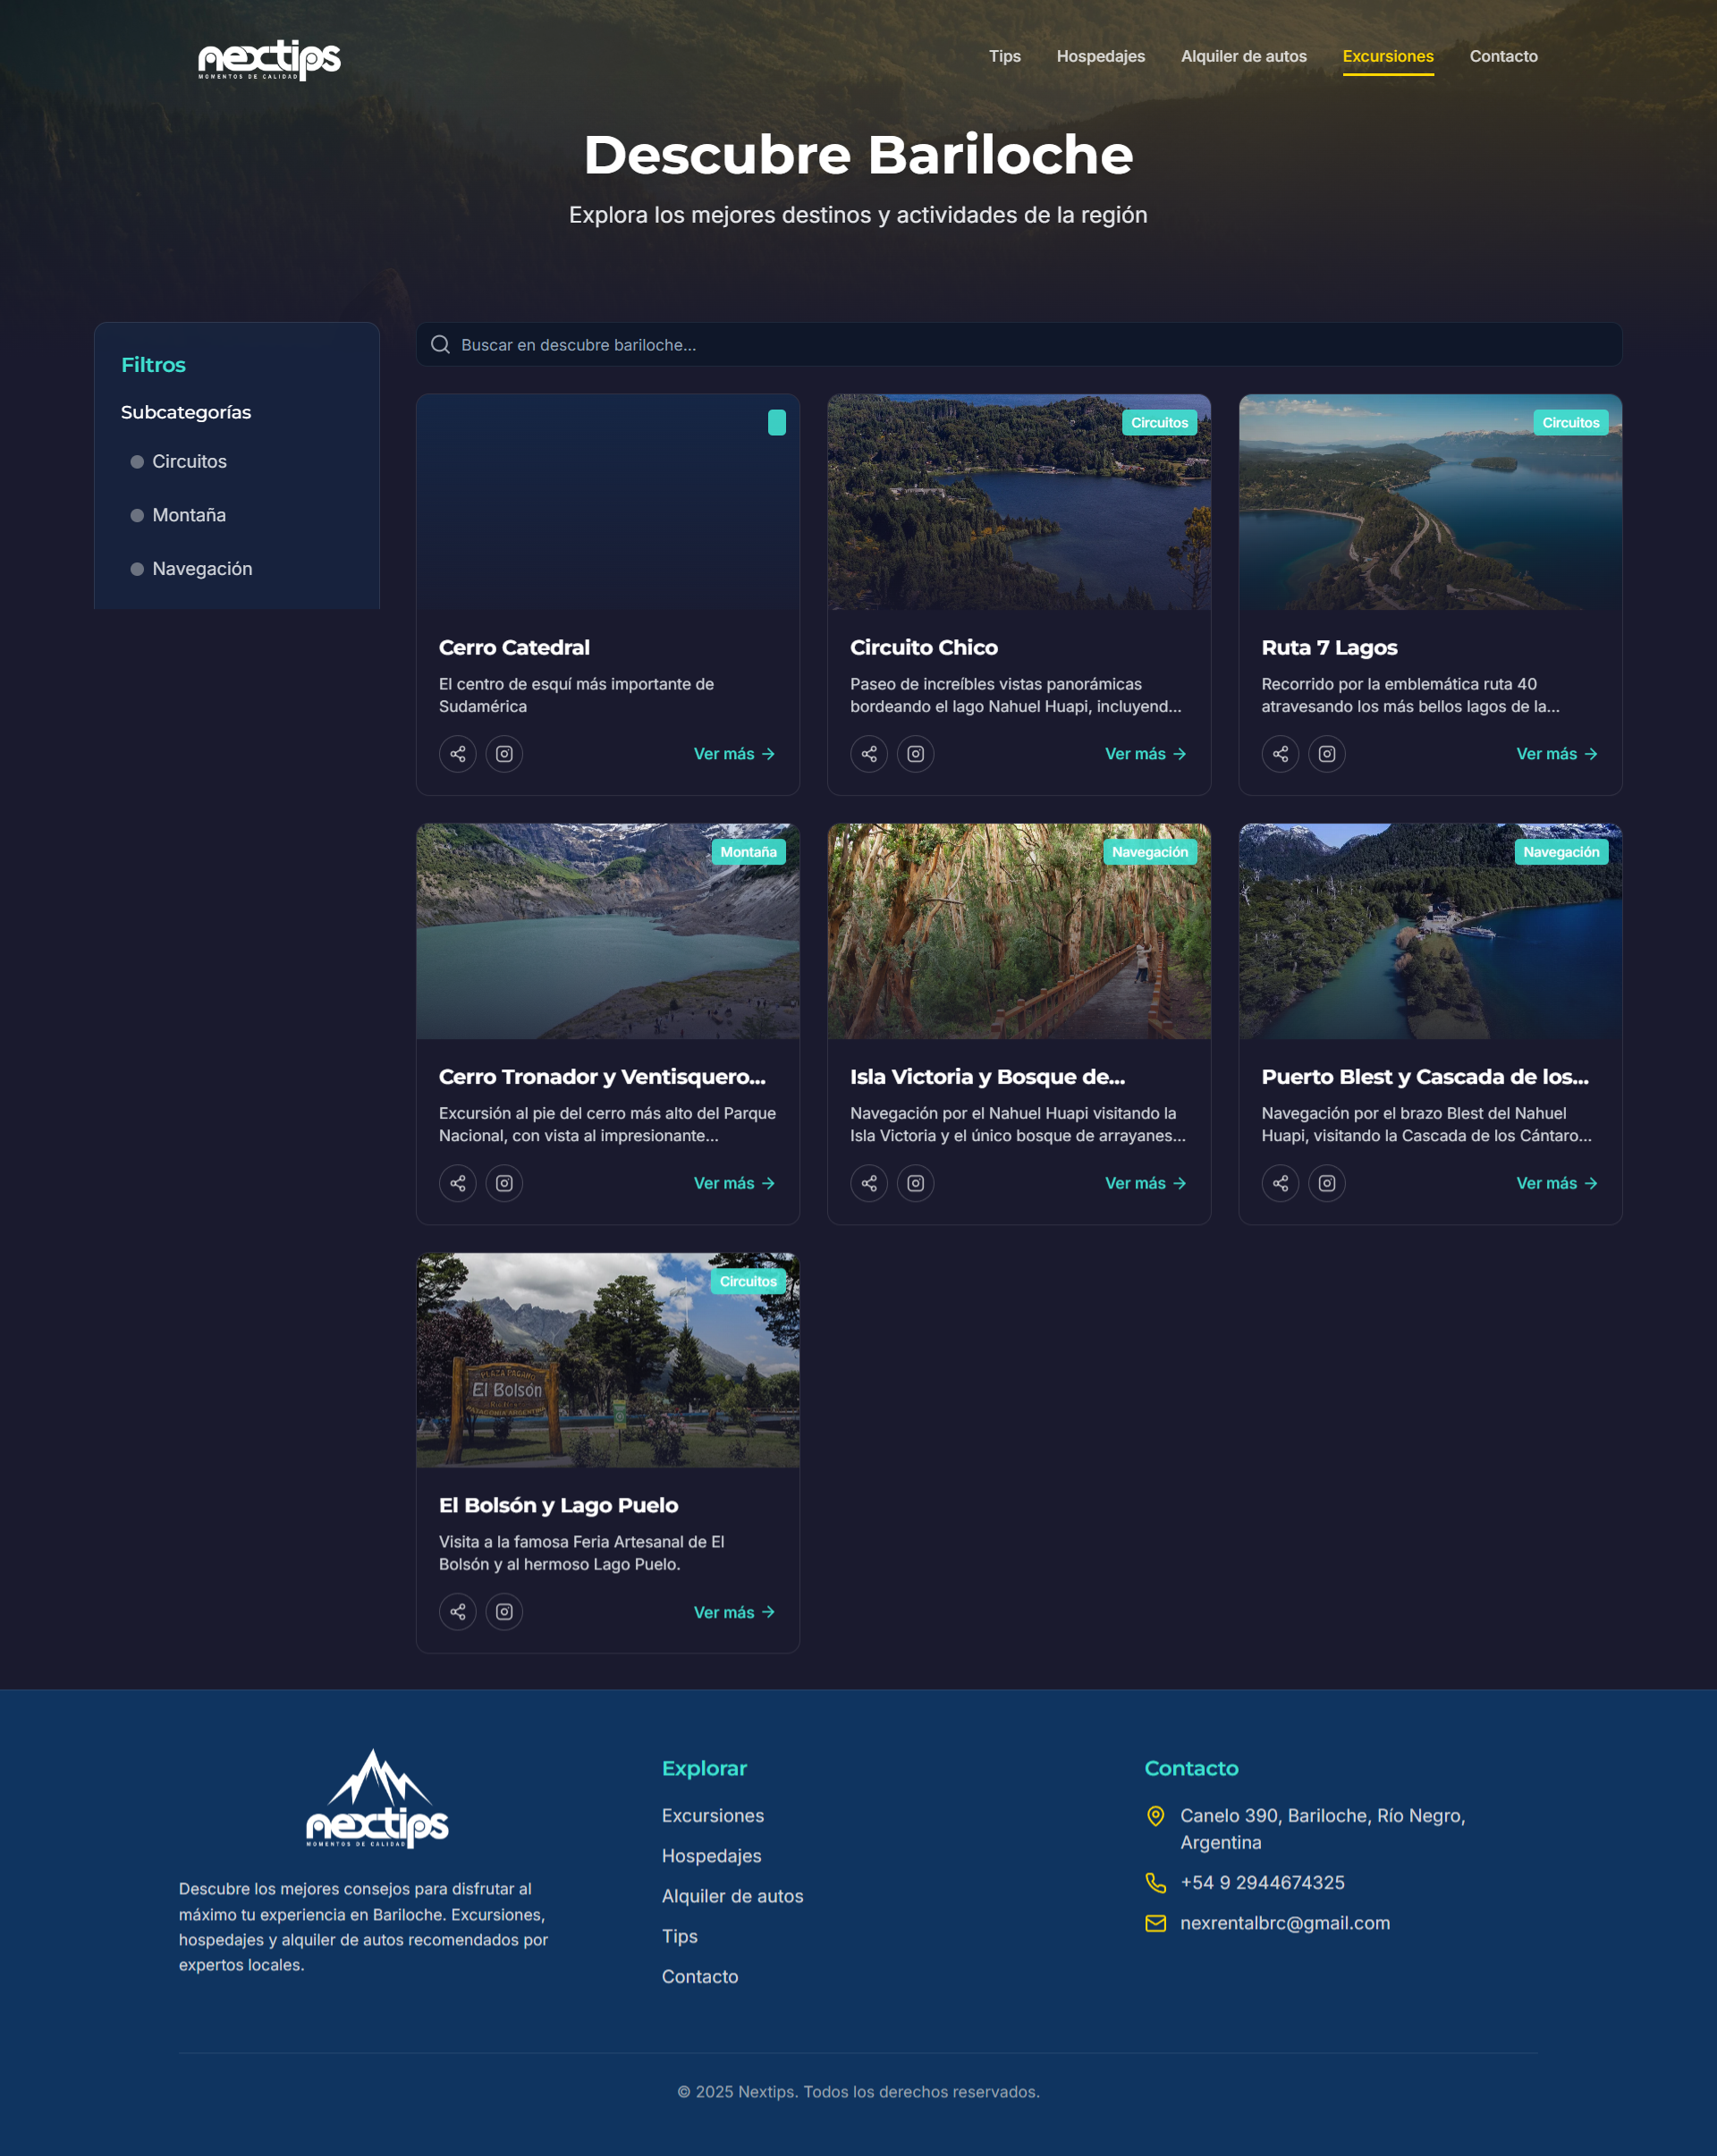 nextips
MOMENTOS DE CALIDAD
Tips
Hospedajes
Alquiler de autos
Excursiones
Contacto
Descubre Bariloche
Explora los mejores destinos y actividades de la región
Filtros
Subcategorías
Circuitos
Montaña
Navegación
Buscar en descubre bariloche...
Cerro Catedral
El centro de esquí más importante de
Sudamérica
Ver más
Circuitos
Circuito Chico
Paseo de increíbles vistas panorámicas
bordeando el lago Nahuel Huapi, incluyend...
Ver más
Circuitos
Ruta 7 Lagos
Recorrido por la emblemática ruta 40
atravesando los más bellos lagos de la...
Ver más
Montaña
Cerro Tronador y Ventisquero...
Excursión al pie del cerro más alto del Parque
Nacional, con vista al impresionante...
Ver más
Navegación
Isla Victoria y Bosque de...
Navegación por el Nahuel Huapi visitando la
Isla Victoria y el único bosque de arrayanes...
Ver más
Navegación
Puerto Blest y Cascada de los...
Navegación por el brazo Blest del Nahuel
Huapi, visitando la Cascada de los Cántaro...
Ver más
Circuitos
PLAZA PAGANO
El Bolsón
PATAGONIA ARGENTINA
El Bolsón y Lago Puelo
Visita a la famosa Feria Artesanal de El
Bolsón y al hermoso Lago Puelo.
Ver más
nextips
MOMENTOS DE CALIDAD
Descubre los mejores consejos para disfrutar al
máximo tu experiencia en Bariloche. Excursiones,
hospedajes y alquiler de autos recomendados por
expertos locales.
Explorar
Excursiones
Hospedajes
Alquiler de autos
Tips
Contacto
Contacto
Canelo 390, Bariloche, Río Negro,
Argentina
+54 9 2944674325
nexrentalbrc@gmail.com
© 2025 Nextips. Todos los derechos reservados.